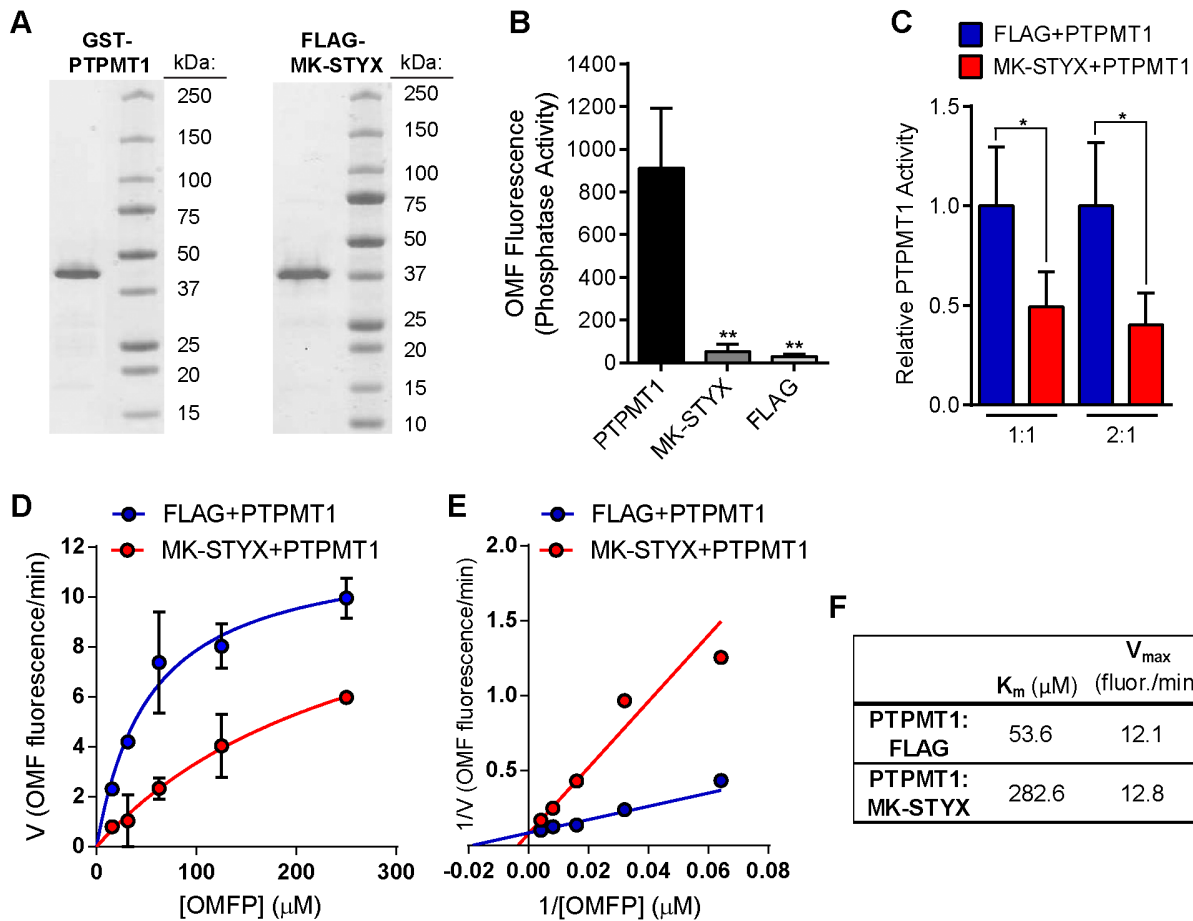 A
GST-
PTPMT1
kDa:
250
150
100
75
50
37
25
20
15
FLAG-
MK-STYX
kDa:
250
150
100
75
50
37
25
20
15
10
B
OMF Fluorescence
(Phosphatase Activity)
1400
1200
1000
800
600
400
200
0
**
**
PTPMT1
MK-STYX
FLAG
C
FLAG+PTPMT1
MK-STYX+PTPMT1
Relative PTPMT1 Activity
1.5
1.0
0.5
0.0
*
*
1:1
2:1
D
FLAG+PTPMT1
MK-STYX+PTPMT1
V (OMF fluorescence/min)
12
10
8
6
4
2
0
0
100
200
300
[OMFP] (μM)
E
FLAG+PTPMT1
MK-STYX+PTPMT1
1/V (OMF fluorescence/min)
2.0
1.5
1.0
0.5
-0.02
0.00
0.02
0.04
0.06
0.08
1/[OMFP] (μM)
F
Km (μM)
Vmax
(fluor./min
PTPMT1:
FLAG
53.6
12.1
PTPMT1:
MK-STYX
282.6
12.8